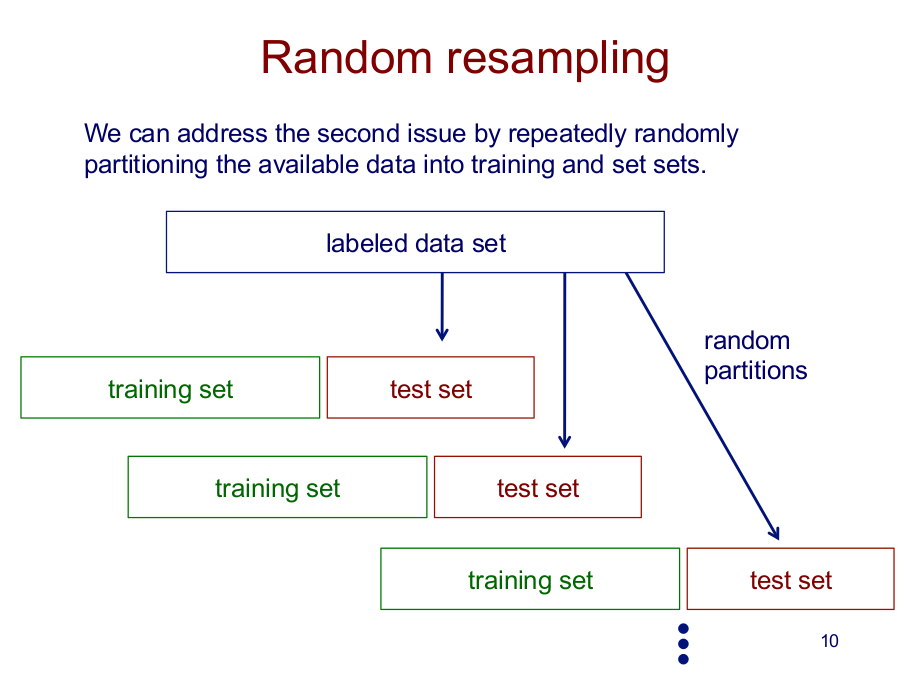 Random resampling
We can address the second issue by repeatedly randomly
partitioning the available data into training and set sets.
labeled data set
random
partitions
training set
test set
training set
test set
training set
test set
10